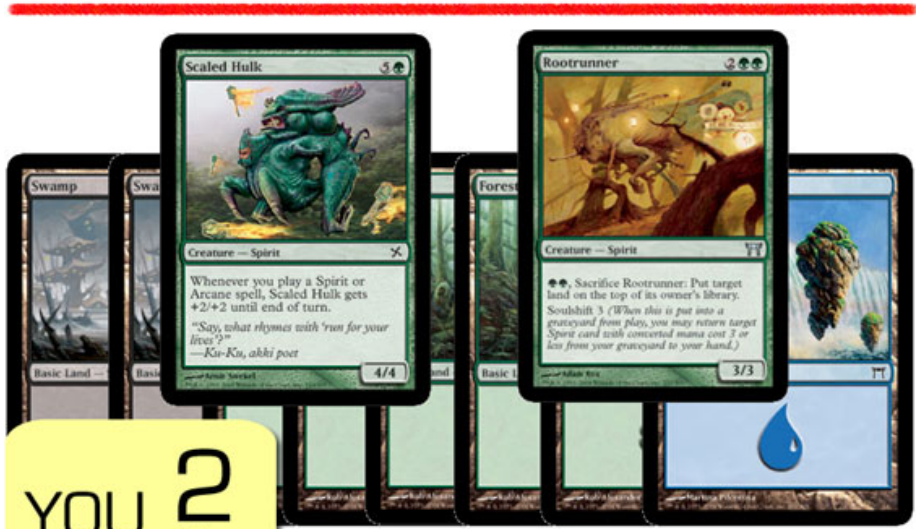 Scaled Hulk 5
Creature — Spirit
Whenever you play a Spirit or
Arcane spell, Scaled Hulk gets
+2/+2 until end of turn.
"Say, what rhymes with 'run for your
lives'?"
—Ku-Ku, akki poet
4/4
Rootrunner 2
Creature — Spirit
, Sacrifice Rootrunner: Put target
land on the top of its owner's library.
Soulshift 3 (When this is put into a
graveyard from play, you may return target
Spirit card with converted mana cost 3 or
less from your graveyard to your hand.)
3/3
Swamp
Swa
Forest
Basic Land —
Basic
Basic L
YOU 2